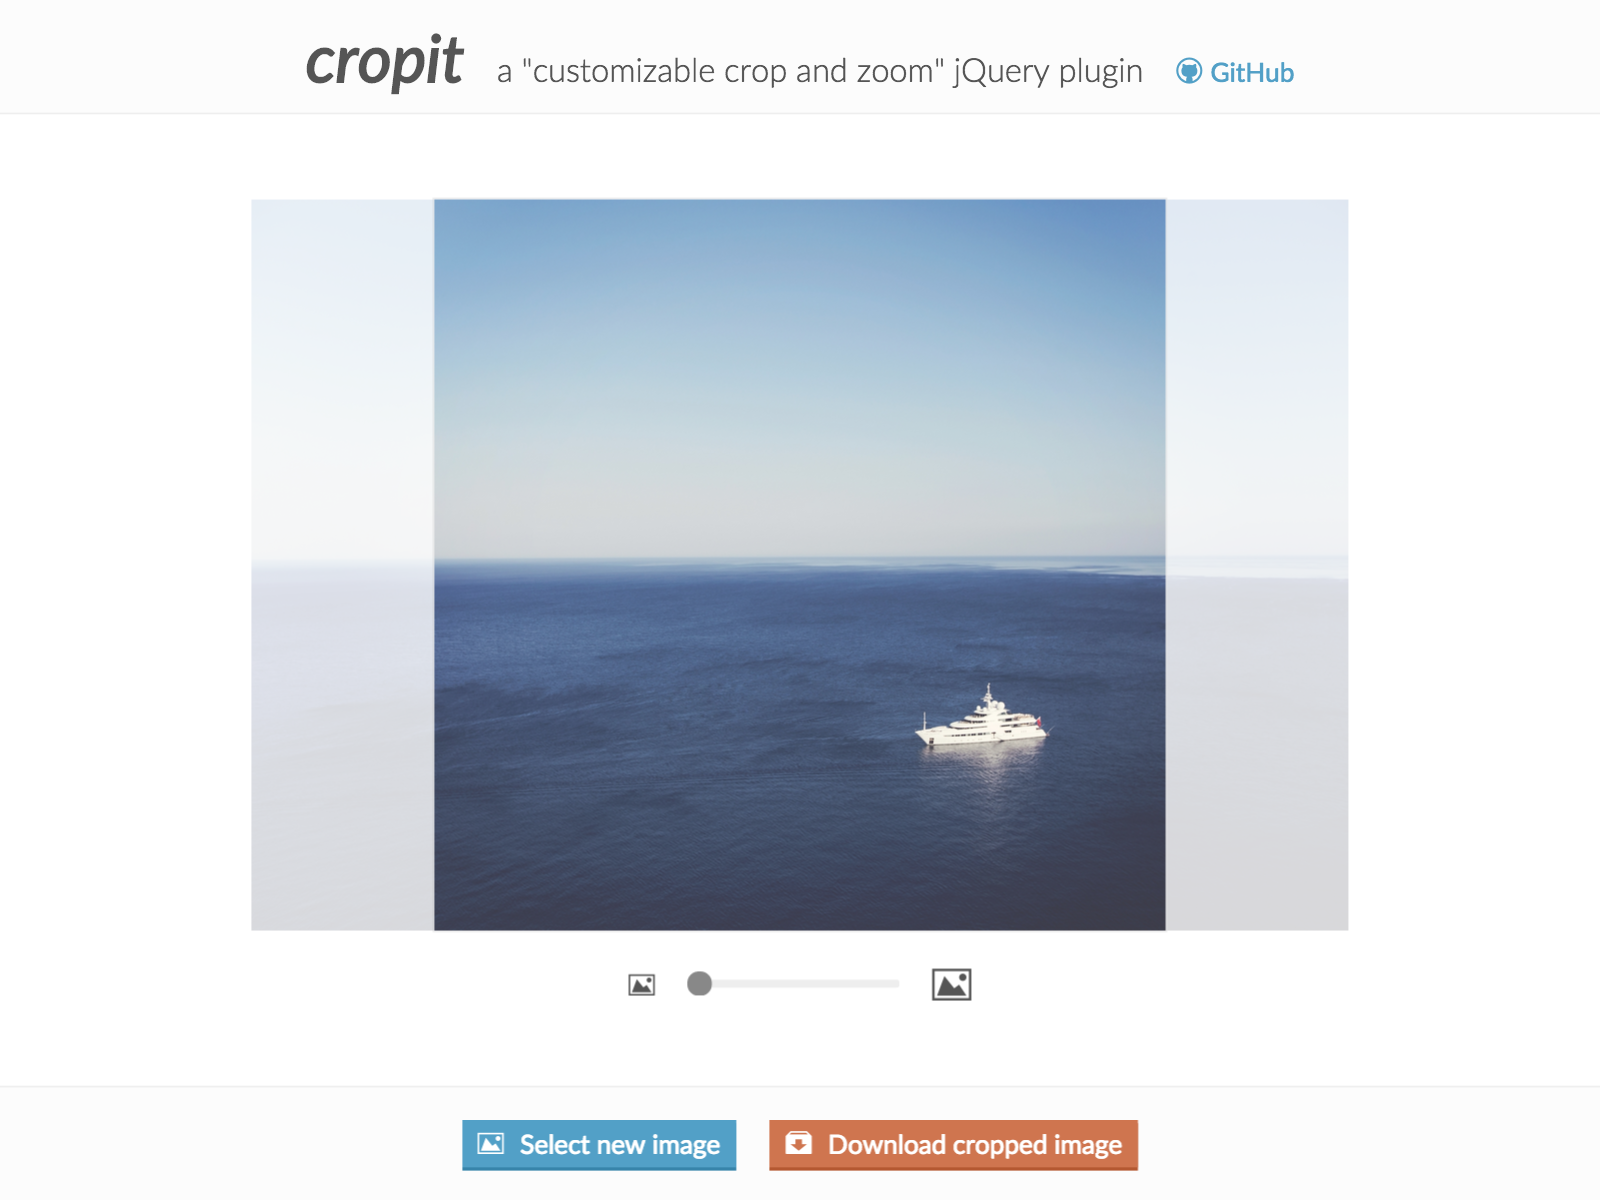 cropit a "customizable crop and zoom" jQuery plugin GitHub
Select new image Download cropped image